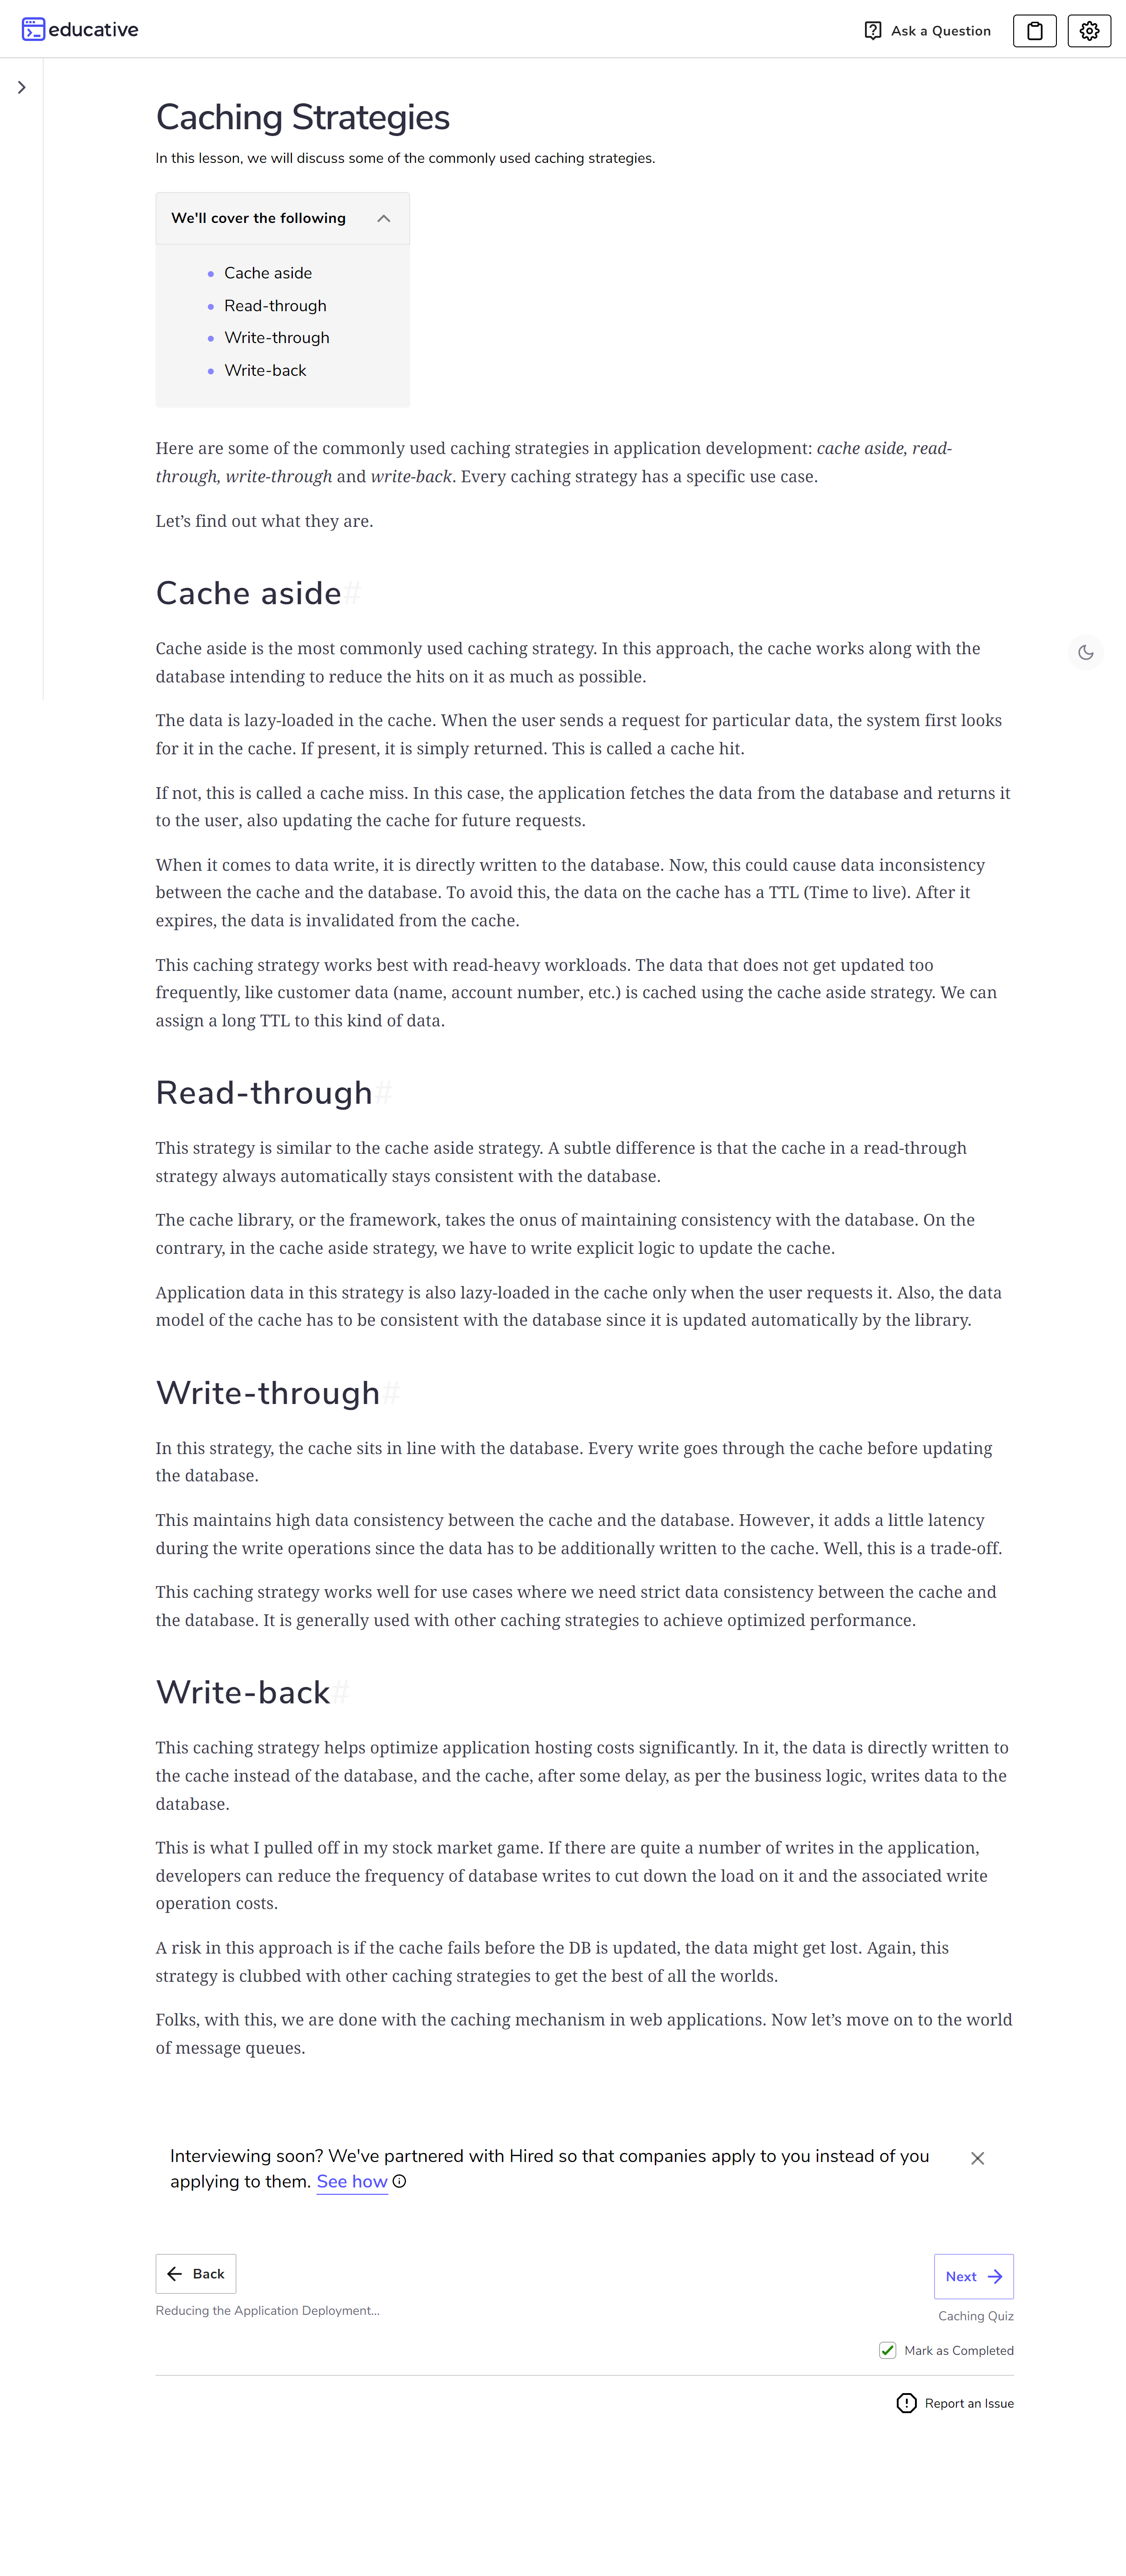 educative
Ask a Question
Caching Strategies
In this lesson, we will discuss some of the commonly used caching strategies.
We'll cover the following
Cache aside
Read-through
Write-through
Write-back
Here are some of the commonly used caching strategies in application development: cache aside, read-
through, write-through and write-back. Every caching strategy has a specific use case.
Let’s find out what they are.
Cache aside#
Cache aside is the most commonly used caching strategy. In this approach, the cache works along with the
database intending to reduce the hits on it as much as possible.
The data is lazy-loaded in the cache. When the user sends a request for particular data, the system first looks
for it in the cache. If present, it is simply returned. This is called a cache hit.
If not, this is called a cache miss. In this case, the application fetches the data from the database and returns it
to the user, also updating the cache for future requests.
When it comes to data write, it is directly written to the database. Now, this could cause data inconsistency
between the cache and the database. To avoid this, the data on the cache has a TTL (Time to live). After it
expires, the data is invalidated from the cache.
This caching strategy works best with read-heavy workloads. The data that does not get updated too
frequently, like customer data (name, account number, etc.) is cached using the cache aside strategy. We can
assign a long TTL to this kind of data.
Read-through#
This strategy is similar to the cache aside strategy. A subtle difference is that the cache in a read-through
strategy always automatically stays consistent with the database.
The cache library, or the framework, takes the onus of maintaining consistency with the database. On the
contrary, in the cache aside strategy, we have to write explicit logic to update the cache.
Application data in this strategy is also lazy-loaded in the cache only when the user requests it. Also, the data
model of the cache has to be consistent with the database since it is updated automatically by the library.
Write-through#
In this strategy, the cache sits in line with the database. Every write goes through the cache before updating
the database.
This maintains high data consistency between the cache and the database. However, it adds a little latency
during the write operations since the data has to be additionally written to the cache. Well, this is a trade-off.
This caching strategy works well for use cases where we need strict data consistency between the cache and
the database. It is generally used with other caching strategies to achieve optimized performance.
Write-back#
This caching strategy helps optimize application hosting costs significantly. In it, the data is directly written to
the cache instead of the database, and the cache, after some delay, as per the business logic, writes data to the
database.
This is what I pulled off in my stock market game. If there are quite a number of writes in the application,
developers can reduce the frequency of database writes to cut down the load on it and the associated write
operation costs.
A risk in this approach is if the cache fails before the DB is updated, the data might get lost. Again, this
strategy is clubbed with other caching strategies to get the best of all the worlds.
Folks, with this, we are done with the caching mechanism in web applications. Now let’s move on to the world
of message queues.
Interviewing soon? We've partnered with Hired so that companies apply to you instead of you
applying to them. See how
Back
Next
Reducing the Application Deployment...
Caching Quiz
Mark as Completed
Report an Issue